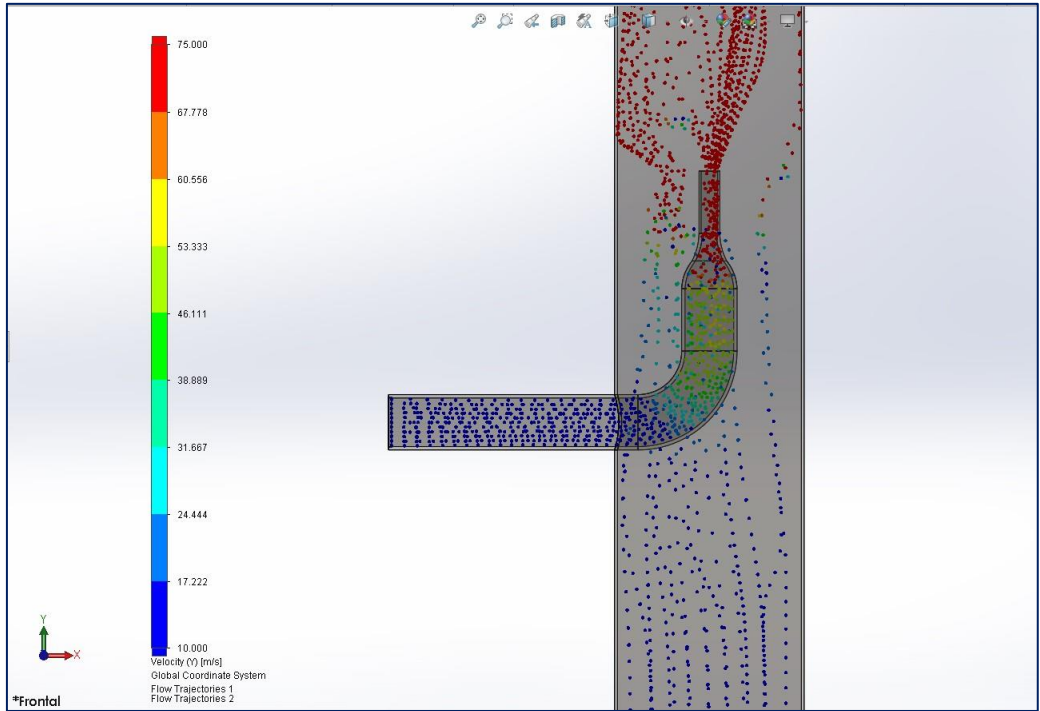 75.000
67.778
60.556
53.333
46.111
38.889
31.667
24.444
17.222
10.000
Velocity (Y) [m/s]
Global Coordinate System
Flow Trajectories 1
Flow Trajectories 2
Y
X
*Frontal